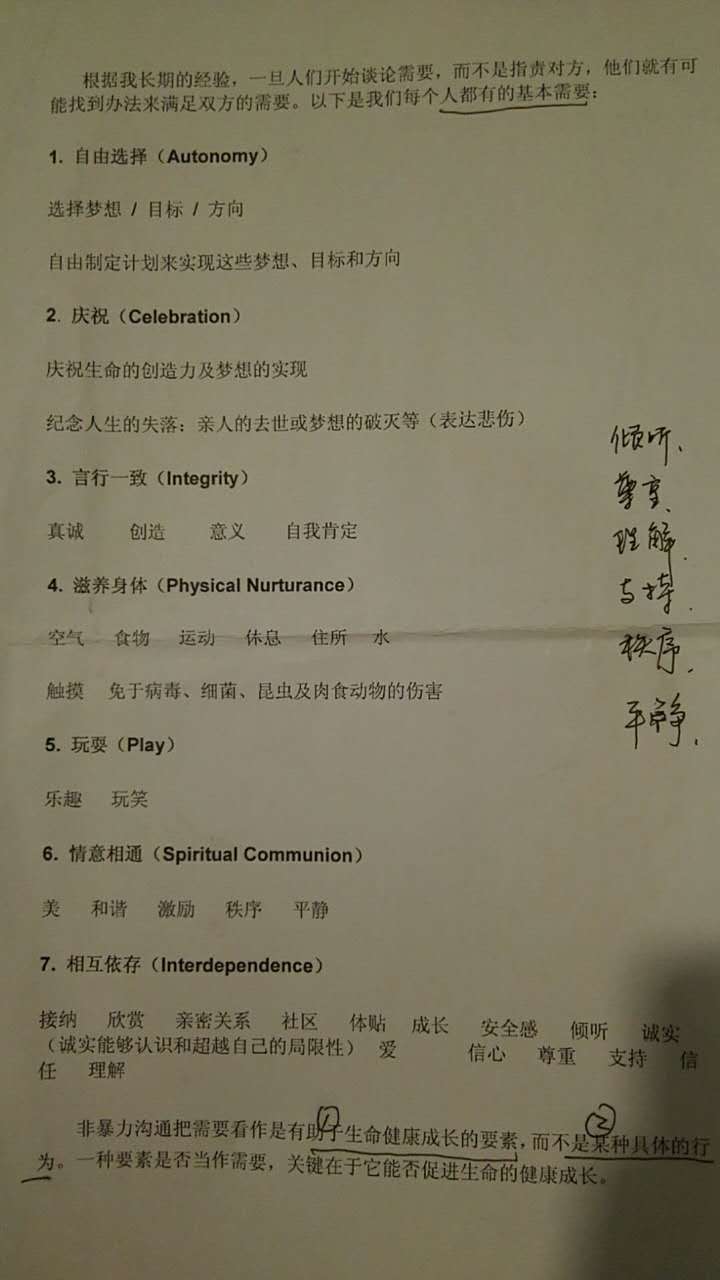 根据我长期的经验，一旦人们开始谈论需要，而不是指责对方，他们就有可
能找到办法来满足双方的需要。以下是我们每个人都有的基本需要：
1. 自由选择（Autonomy）
选择梦想 / 目标 / 方向
自由制定计划来实现这些梦想、目标和方向
2. 庆祝（Celebration）
庆祝生命的创造力及梦想的实现
纪念人生的失落：亲人的去世或梦想的破灭等（表达悲伤）
3. 言行一致（Integrity）
真诚 创造 意义 自我肯定
4. 滋养身体（Physical Nurturance）
空气 食物 运动 休息 住所 水
触摸 免于病毒、细菌、昆虫及肉食动物的伤害
5. 玩耍（Play）
乐趣 玩笑
6. 情意相通（Spiritual Communion）
美 和谐 激励 秩序 平静
7. 相互依存（Interdependence）
接纳 欣赏 亲密关系 社区 体贴 成长 安全感 倾听 诚实
（诚实能够认识和超越自己的局限性） 爱 信心 尊重 支持 信
任 理解
① ②
非暴力沟通把需要看作是有助于生命健康成长的要素，而不是某种具体的行
为。一种要素是否当作需要，关键在于它能否促进生命的健康成长。
倾听、
尊重、
理解、
支持、
秩序、
平静、